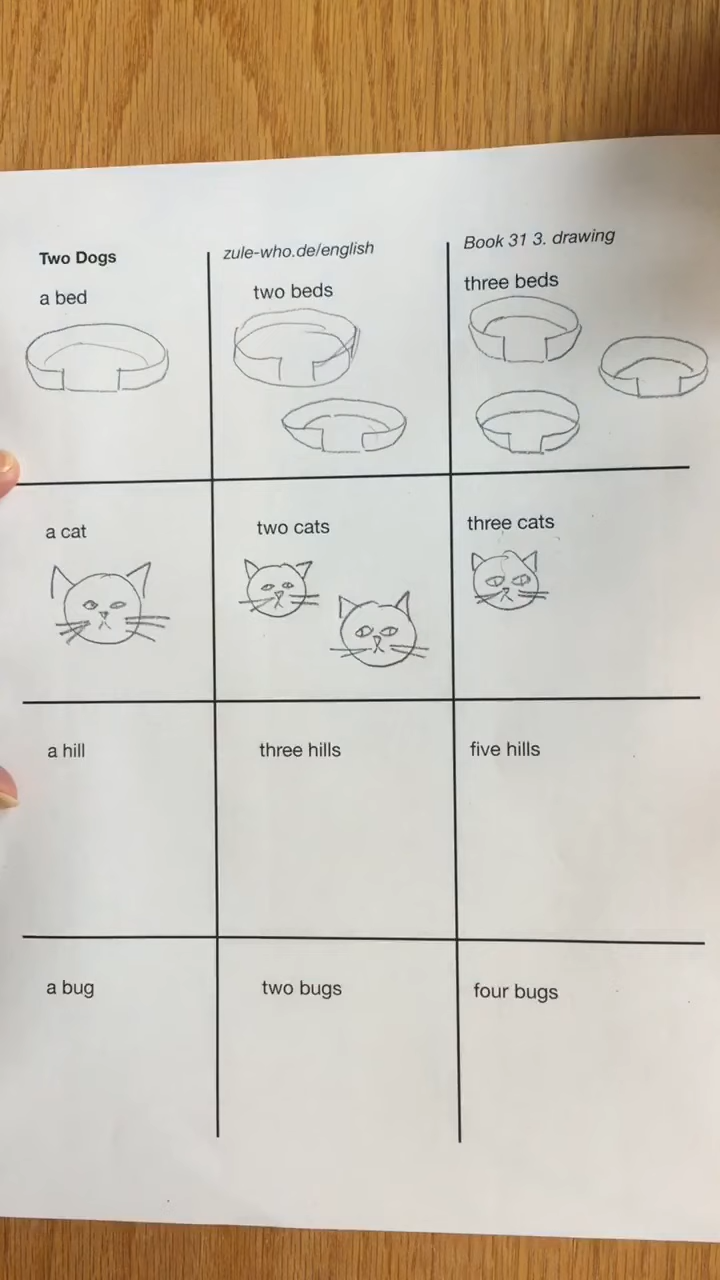 Two Dogs
zule-who.de/english
Book 31 3. drawing
a bed
two beds
three beds
a cat
two cats
three cats
a hill
three hills
five hills
a bug
two bugs
four bugs